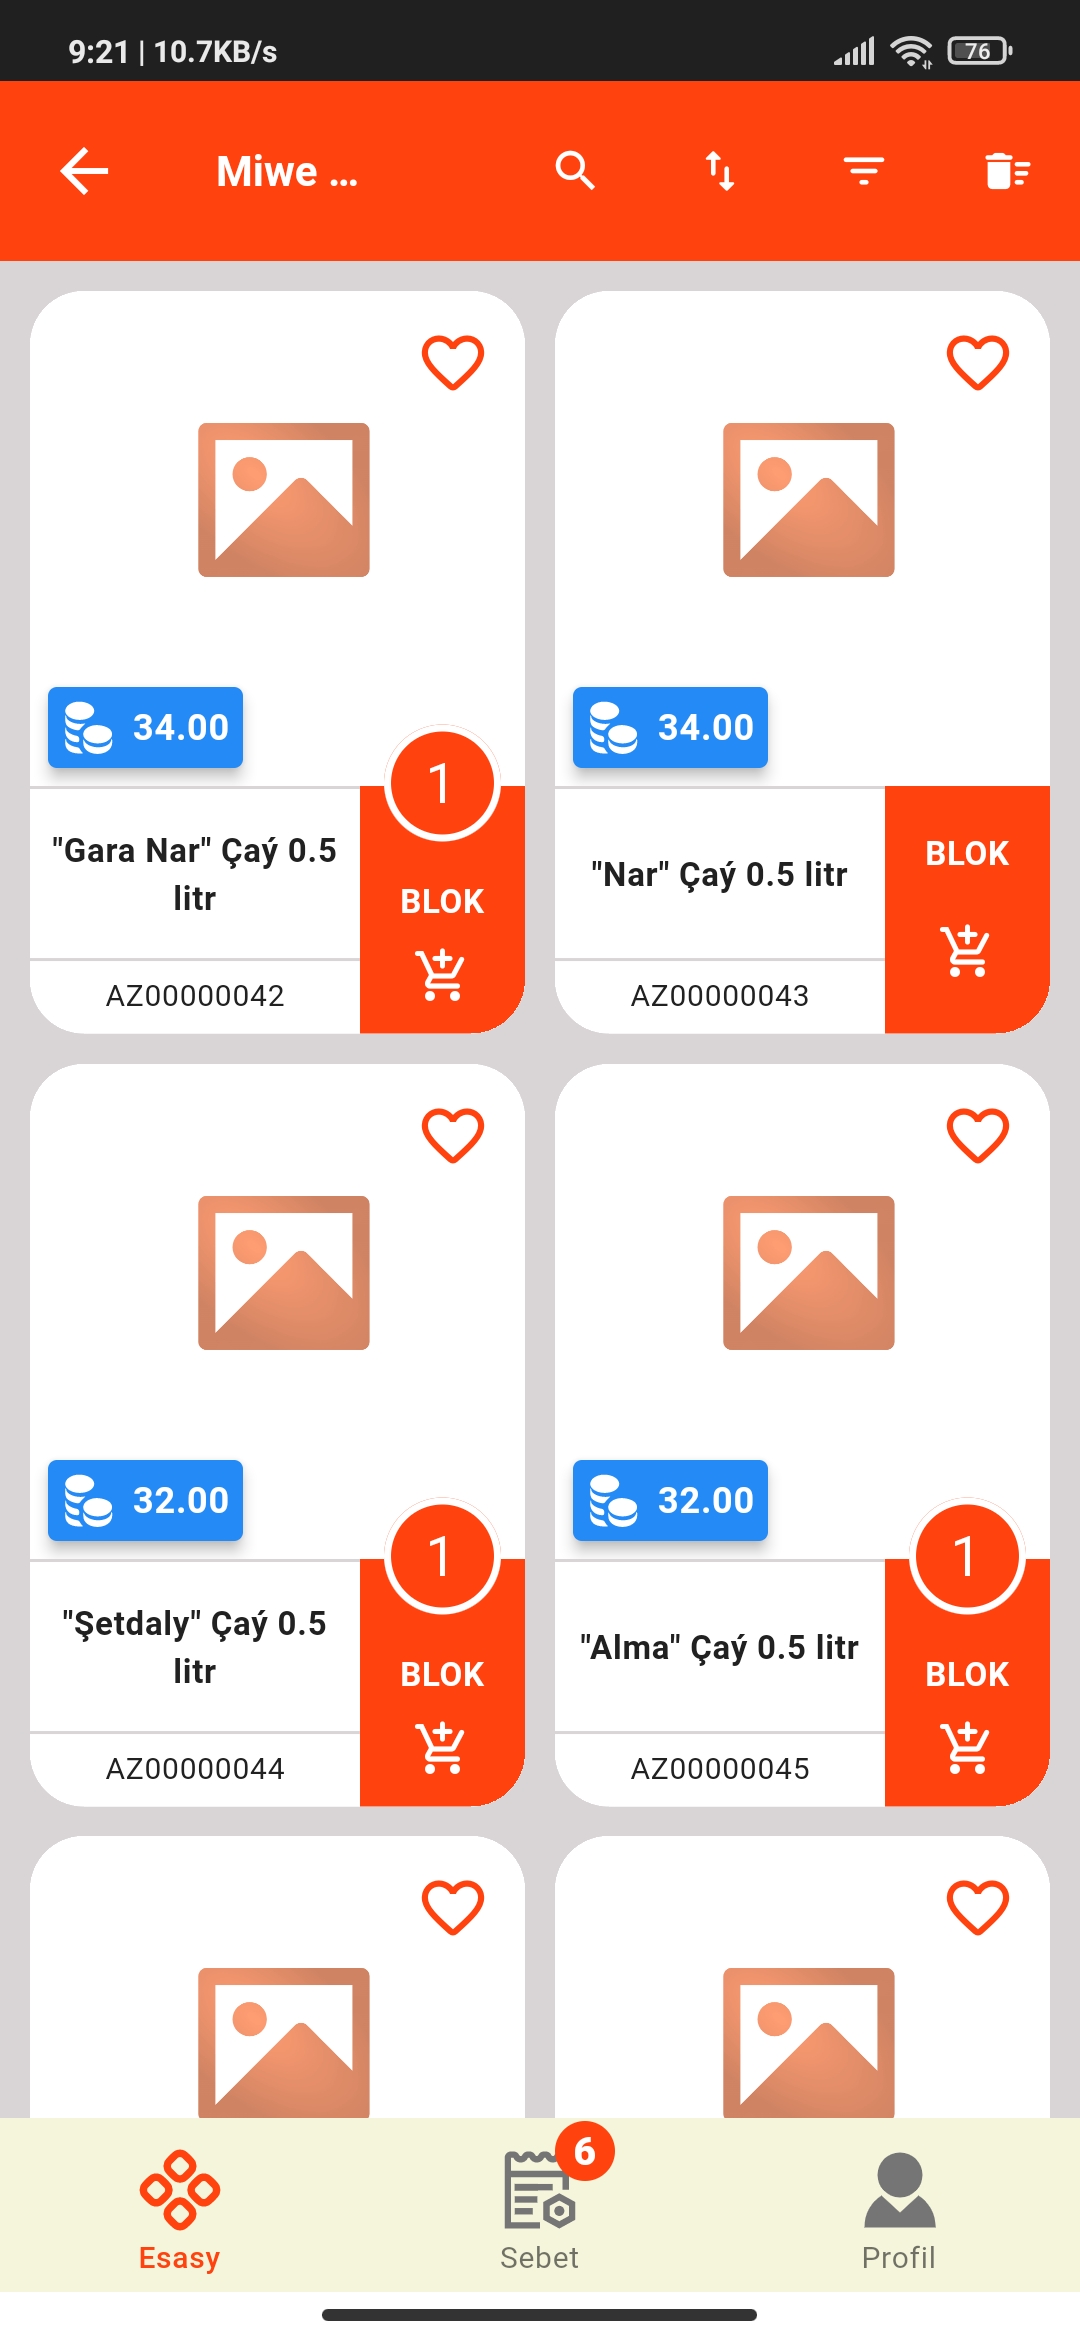 9:21 | 10.7KB/s
76
Miwe ...
34.00
1
"Gara Nar" Çaý 0.5
litr
BLOK
AZ00000042
34.00
"Nar" Çaý 0.5 litr
BLOK
AZ00000043
32.00
1
"Şetdaly" Çaý 0.5
litr
BLOK
AZ00000044
32.00
1
"Alma" Çaý 0.5 litr
BLOK
AZ00000045
Esasy
6
Sebet
Profil